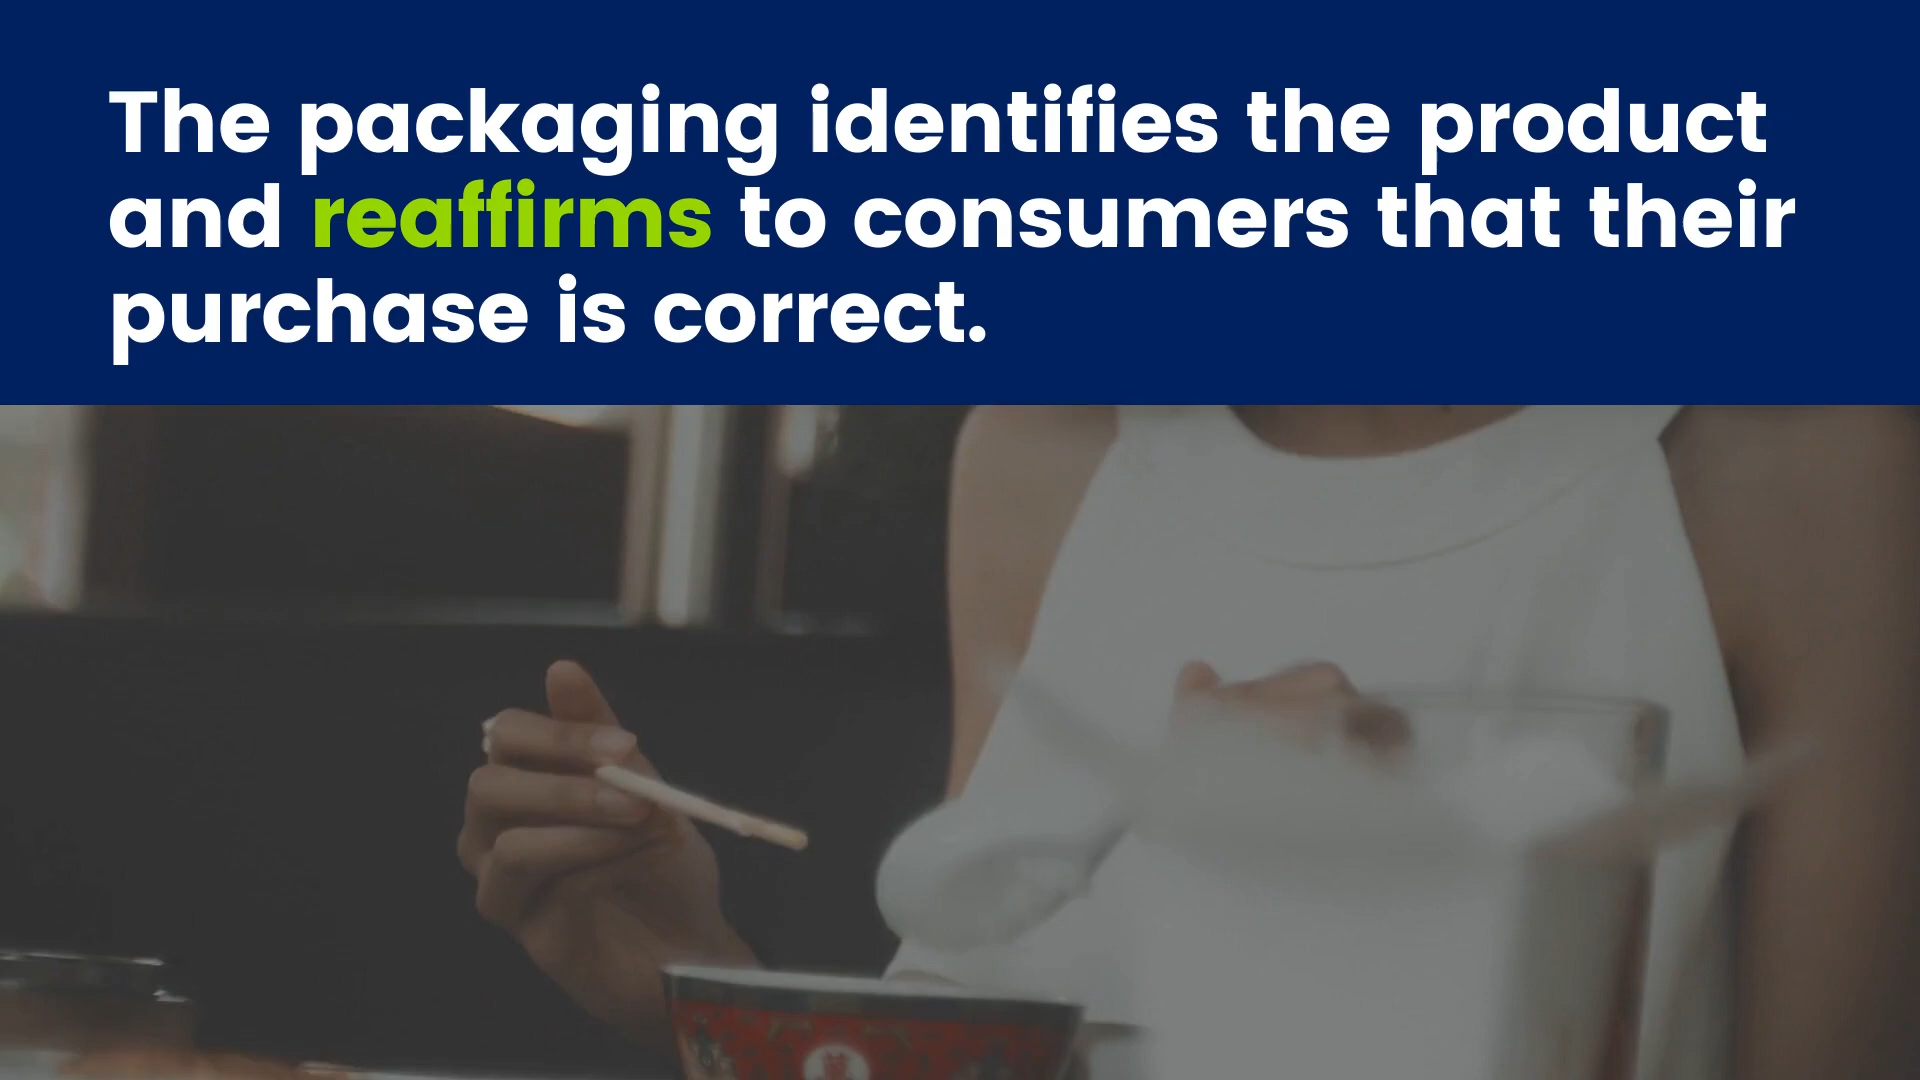 The packaging identifies the product
and reaffirms to consumers that their
purchase is correct.